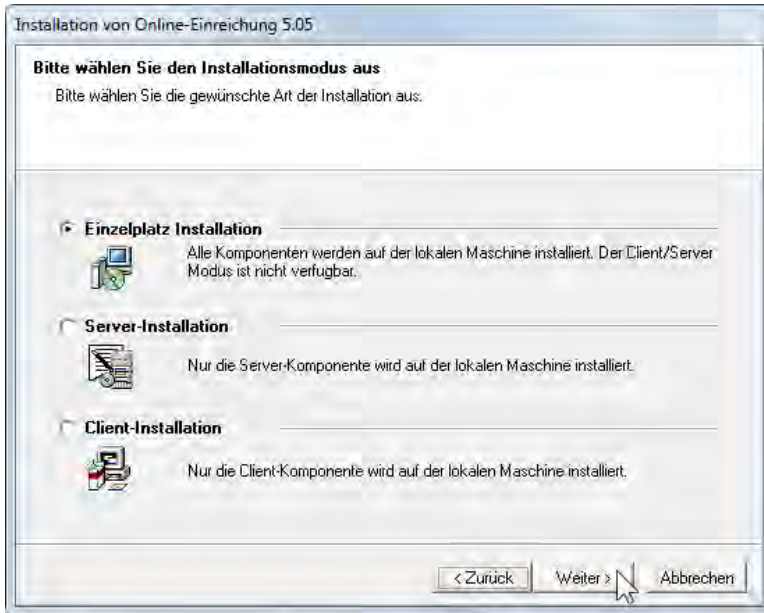 Installation von Online-Einreichung 5.05
Bitte wählen Sie den Installationsmodus aus
Bitte wählen Sie die gewünschte Art der Installation aus.
Einzelplatz Installation
Alle Komponenten werden auf der lokalen Maschine installiert. Der Client/Server
Modus ist nicht verfugbar.
Server-Installation
Nur die Server-Komponente wird auf der lokalen Maschine installiert.
Client-Installation
Nur die Client-Komponente wird auf der lokalen Maschine installiert.
< Zurück Weiter > Abbrechen